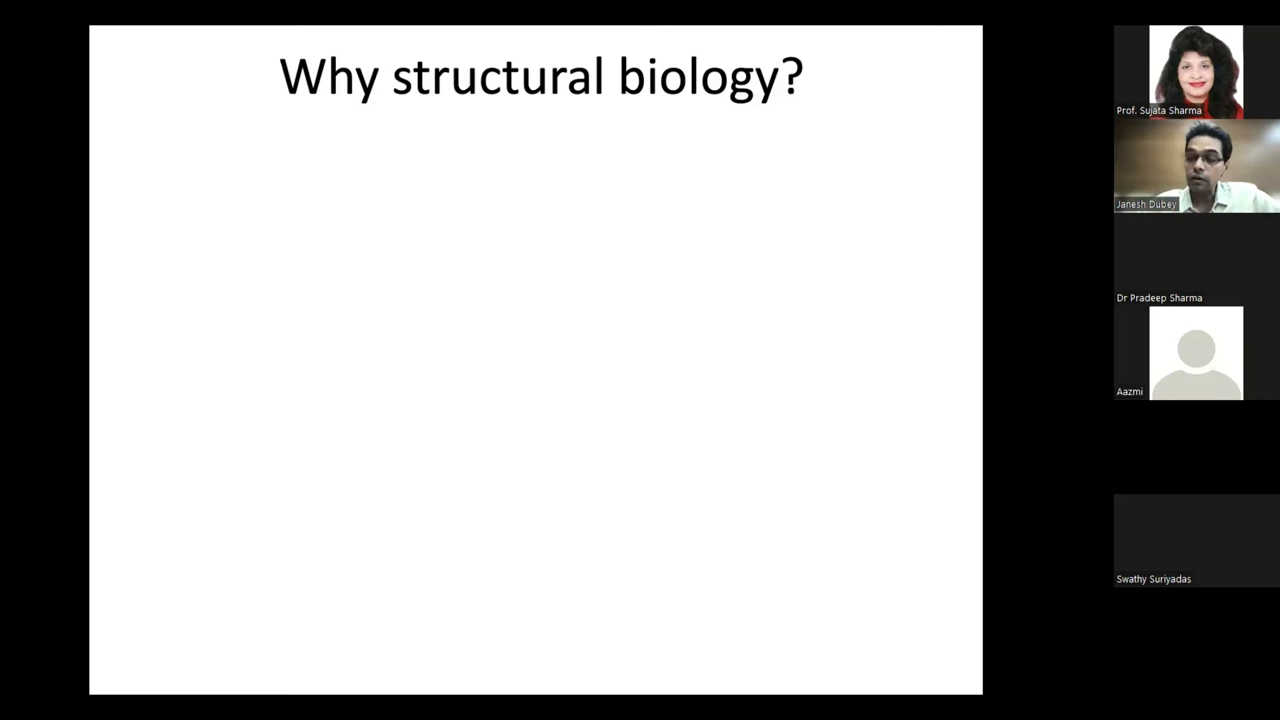 Why structural biology?
Prof. Sujata Sharma
Janesh Dubey
Dr Pradeep Sharma
Aazmi
Swathy Suriyadas